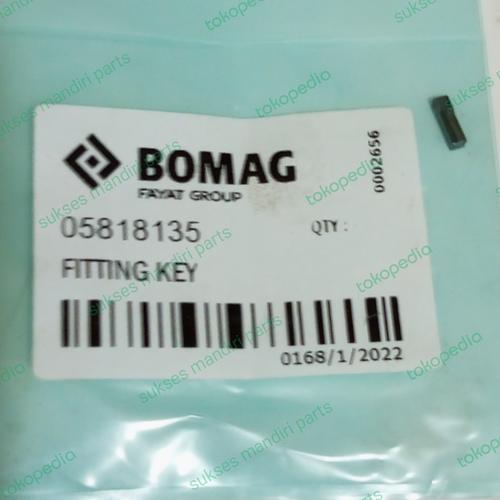 BOMAG
FAYAT GROUP
0002656
05818135
QTY :
FITTING KEY
0168/1/2022
sukses mandiri parts
tokopedia